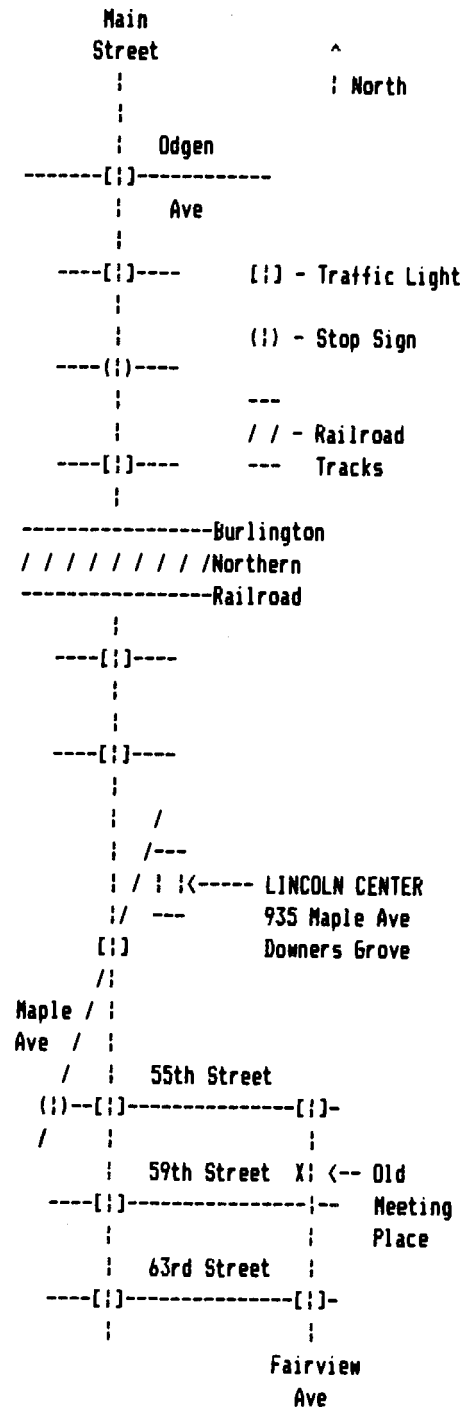 Main
Street ^
¦ ¦ North
¦
¦ Odgen
-------[¦]------------
¦ Ave
¦
----[¦]---- [¦] - Traffic Light
¦
¦ (¦) - Stop Sign
----(¦)----
¦ ---
¦ / / - Railroad
----[¦]---- --- Tracks
¦
-----------------Burlington
/ / / / / / / / /Northern
-----------------Railroad
¦
----[¦]----
¦
¦
----[¦]----
¦
¦ /
¦ /---
¦ / ¦ ¦<----- LINCOLN CENTER
¦/ --- 935 Maple Ave
[¦] Downers Grove
/¦
Maple / ¦
Ave / ¦
/ ¦ 55th Street
(¦)--[¦]---------------[¦]-
/ ¦ ¦
¦ 59th Street X¦ <-- Old
----[¦]----------------¦-- Meeting
¦ Place
¦ 63rd Street ¦
----[¦]---------------[¦]-
¦ ¦
Fairview
Ave